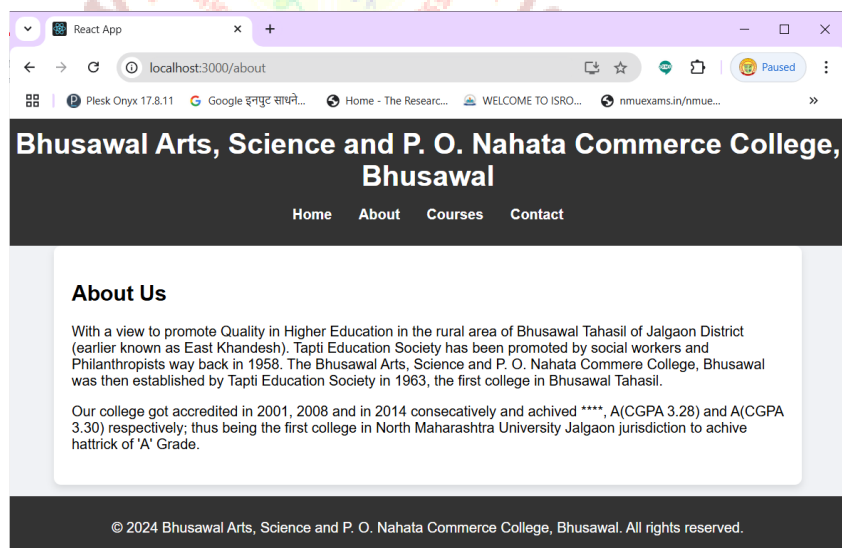 React App
localhost:3000/about
Paused
Plesk Onyx 17.8.11 Google इनपुट साधने... Home - The Researc... WELCOME TO ISRO... nmuexams.in/nmue...
Bhusawal Arts, Science and P. O. Nahata Commerce College,
Bhusawal
Home About Courses Contact
About Us
With a view to promote Quality in Higher Education in the rural area of Bhusawal Tahasil of Jalgaon District
(earlier known as East Khandesh). Tapti Education Society has been promoted by social workers and
Philanthropists way back in 1958. The Bhusawal Arts, Science and P. O. Nahata Commere College, Bhusawal
was then established by Tapti Education Society in 1963, the first college in Bhusawal Tahasil.
Our college got accredited in 2001, 2008 and in 2014 consecatively and achived ****, A(CGPA 3.28) and A(CGPA
3.30) respectively; thus being the first college in North Maharashtra University Jalgaon jurisdiction to achive
hattrick of 'A' Grade.
© 2024 Bhusawal Arts, Science and P. O. Nahata Commerce College, Bhusawal. All rights reserved.